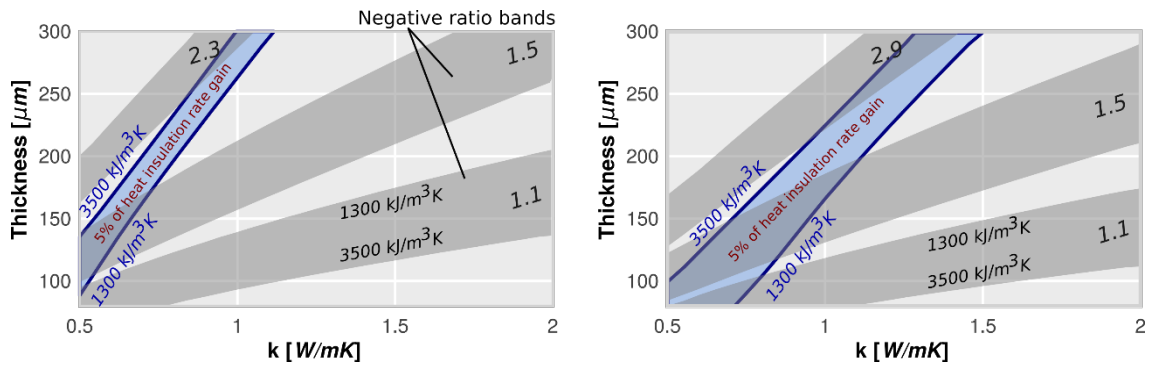 Negative ratio bands
300
250
200
150
100
Thickness [μm]
2.3
1.5
1.1
5% of heat insulation rate gain
3500 kJ/m³K
1300 kJ/m³K
1300 kJ/m³K
3500 kJ/m³K
0.5
1
1.5
2
k [W/mK]
300
250
200
150
100
Thickness [μm]
2.9
1.5
1.1
5% of heat insulation rate gain
3500 kJ/m³K
1300 kJ/m³K
1300 kJ/m³K
3500 kJ/m³K
0.5
1
1.5
2
k [W/mK]